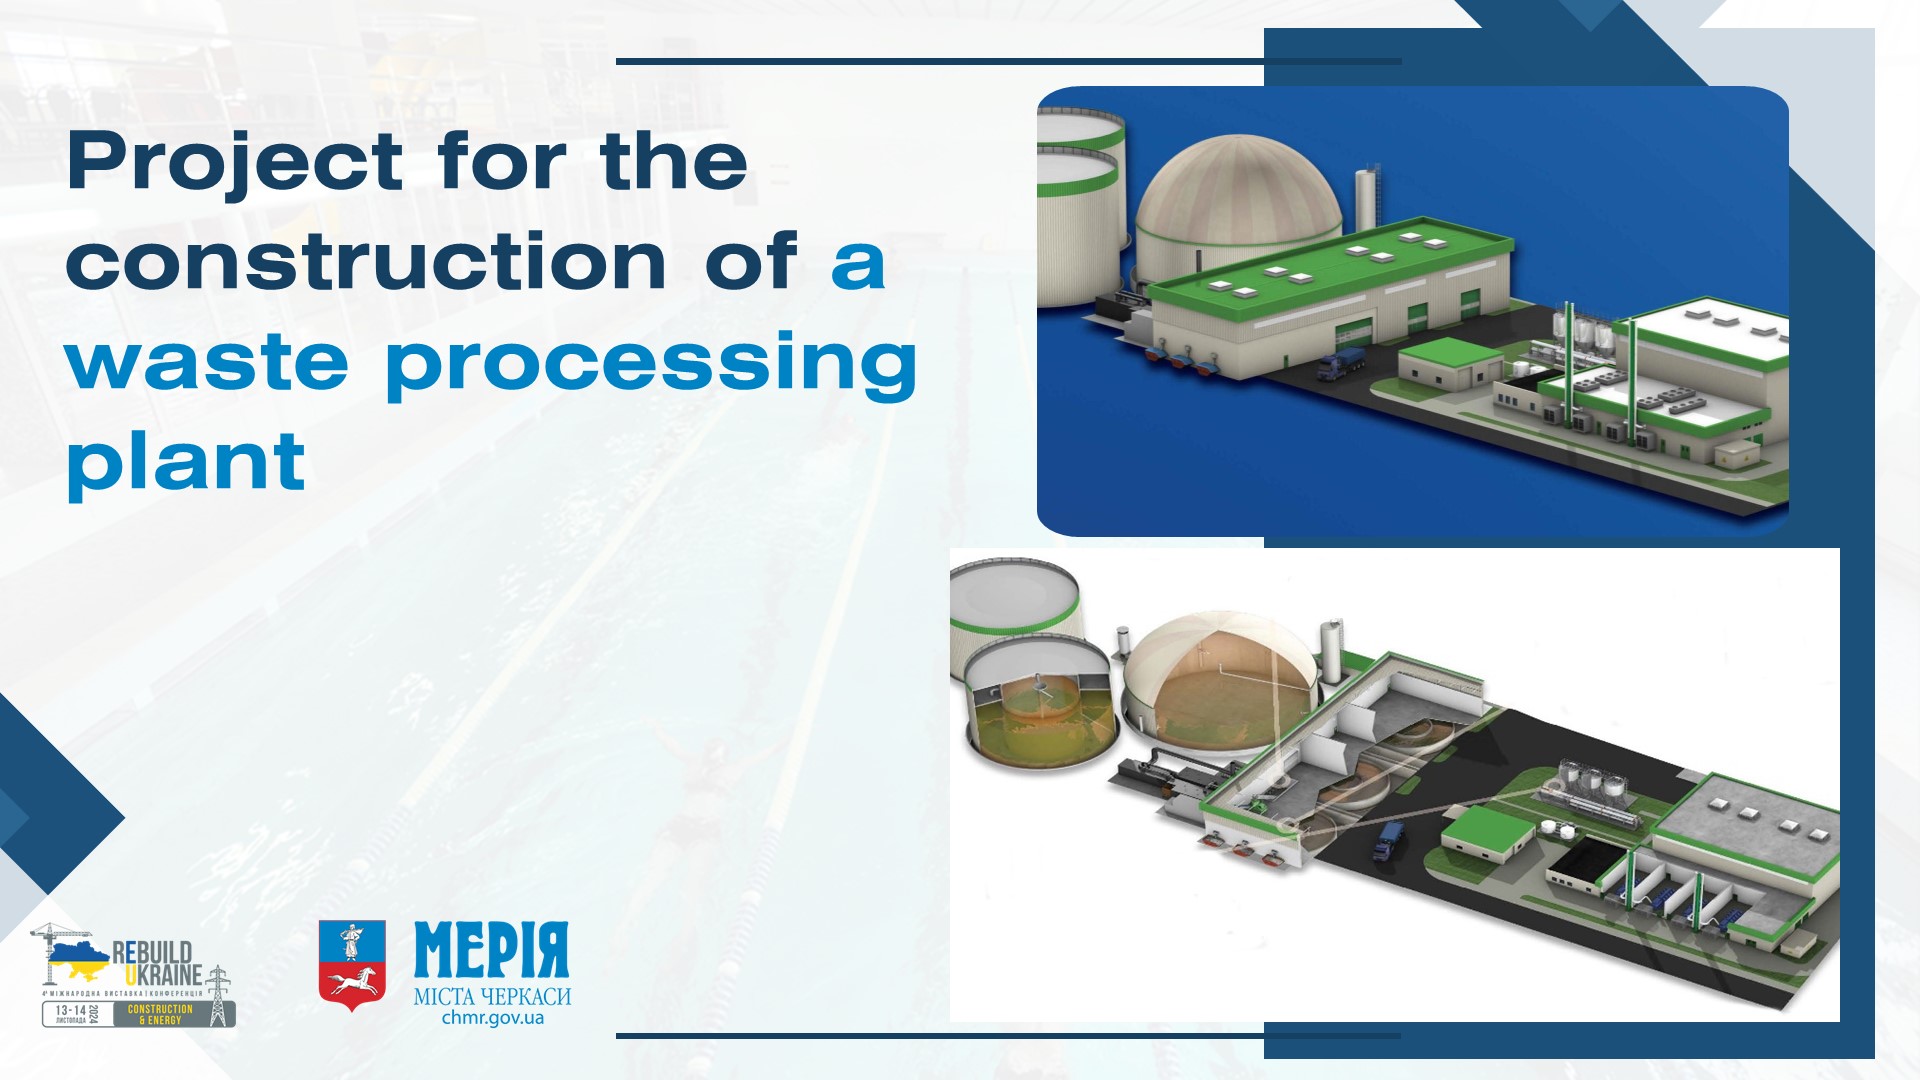 Project for the
construction of a
waste processing
plant
REBUILD
UKRAINE
4ª МІЖНАРОДНА ВИСТАВКА І КОНФЕРЕНЦІЯ
13-14
ЛИСТОПАДА
2024
CONSTRUCTION
& ENERGY
МЕРІЯ
МІСТА ЧЕРКАСИ
chmr.gov.ua